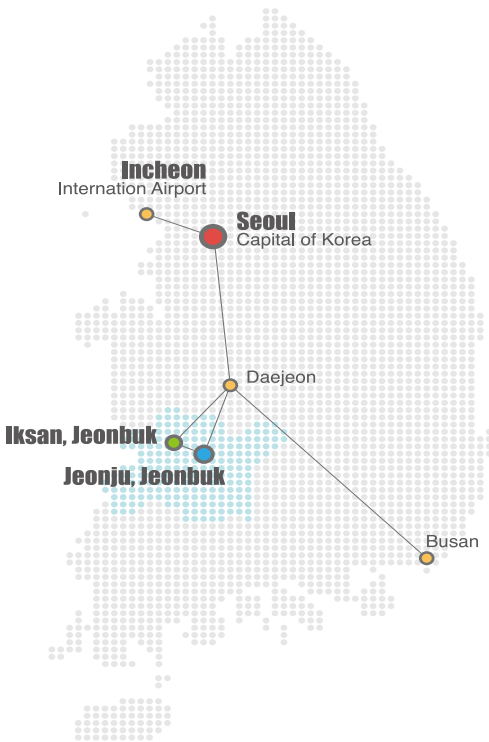 Incheon
Internation Airport
Seoul
Capital of Korea
Daejeon
Iksan, Jeonbuk
Jeonju, Jeonbuk
Busan